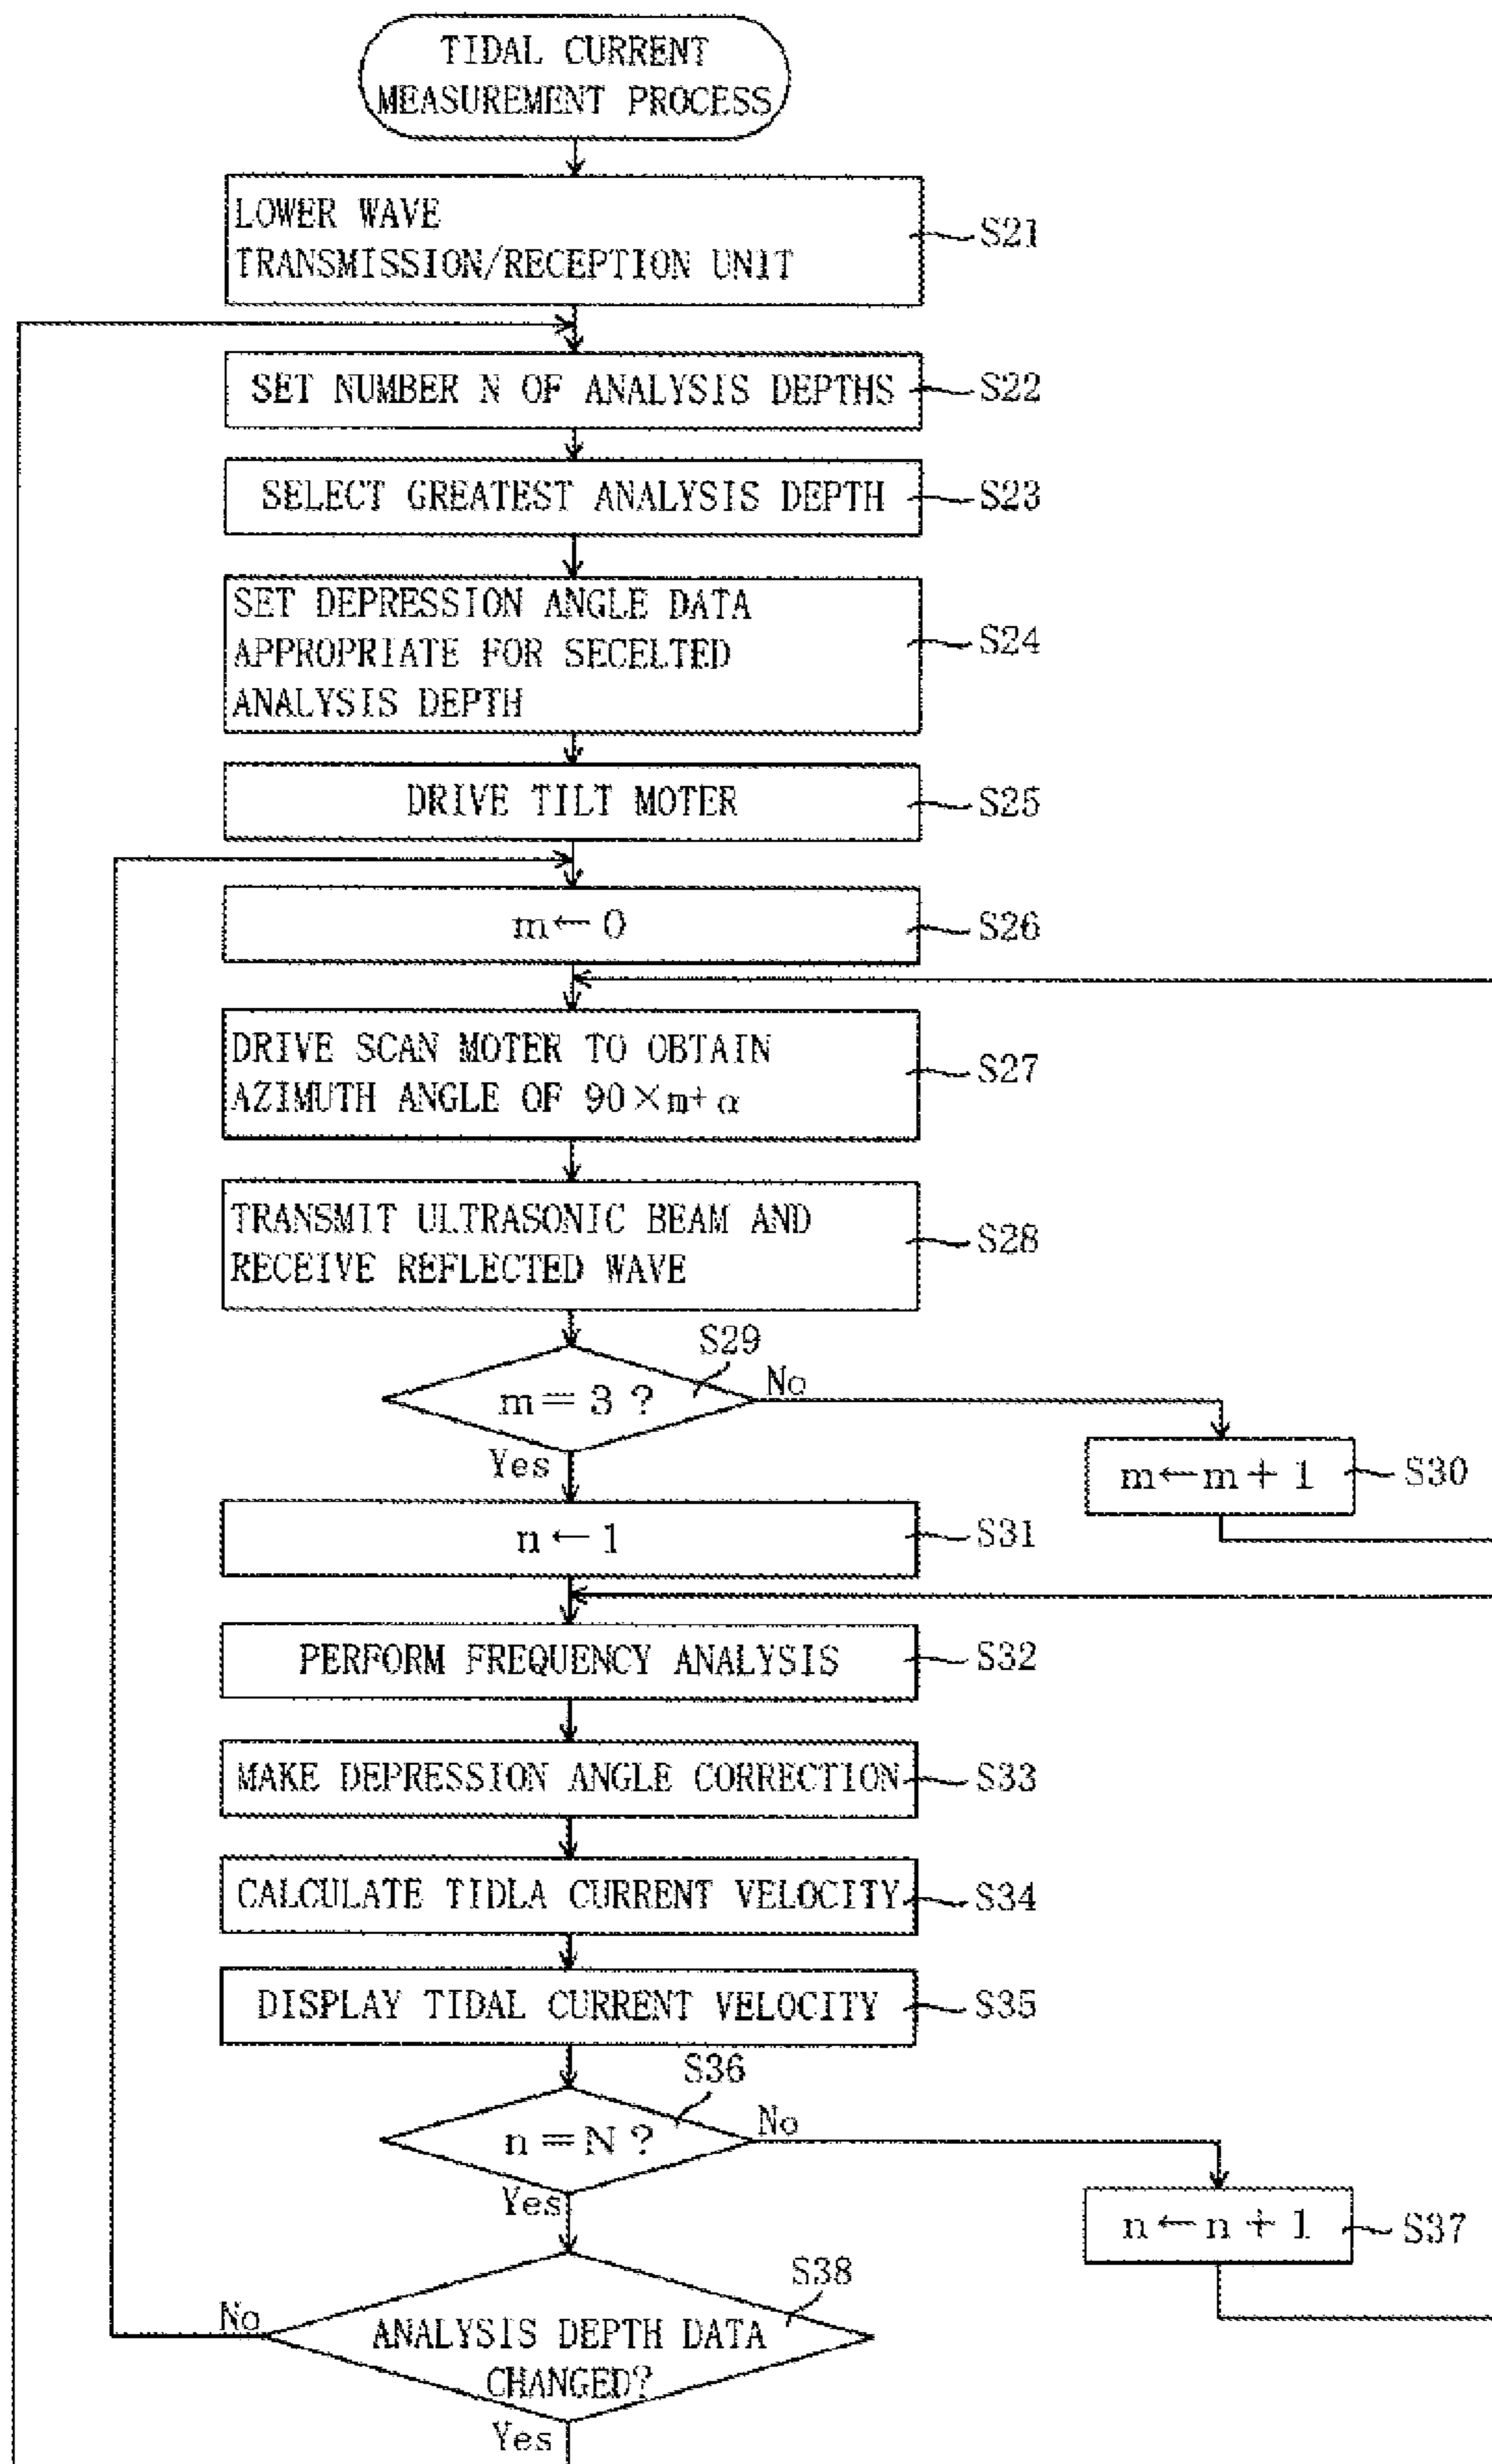 TIDAL CURRENT
MEASUREMENT PROCESS
LOWER WAVE
TRANSMISSION/RECEPTION UNIT
S21
SET NUMBER N OF ANALYSIS DEPTHS
S22
SELECT GREATEST ANALYSIS DEPTH
S23
SET DEPRESSION ANGLE DATA
APPROPRIATE FOR SECELTED
ANALYSIS DEPTH
S24
DRIVE TILT MOTER
S25
m←0
S26
DRIVE SCAN MOTER TO OBTAIN
AZIMUTH ANGLE OF 90×m+α
S27
TRANSMIT ULTRASONIC BEAM AND
RECEIVE REFLECTED WAVE
S28
S29
m=3?
No
Yes
m←m+1
S30
n←1
S31
PERFORM FREQUENCY ANALYSIS
S32
MAKE DEPRESSION ANGLE CORRECTION
S33
CALCULATE TIDLA CURRENT VELOCITY
S34
DISPLAY TIDAL CURRENT VELOCITY
S35
S36
n=N?
No
Yes
n←n+1
S37
S38
No
ANALYSIS DEPTH DATA
CHANGED?
Yes